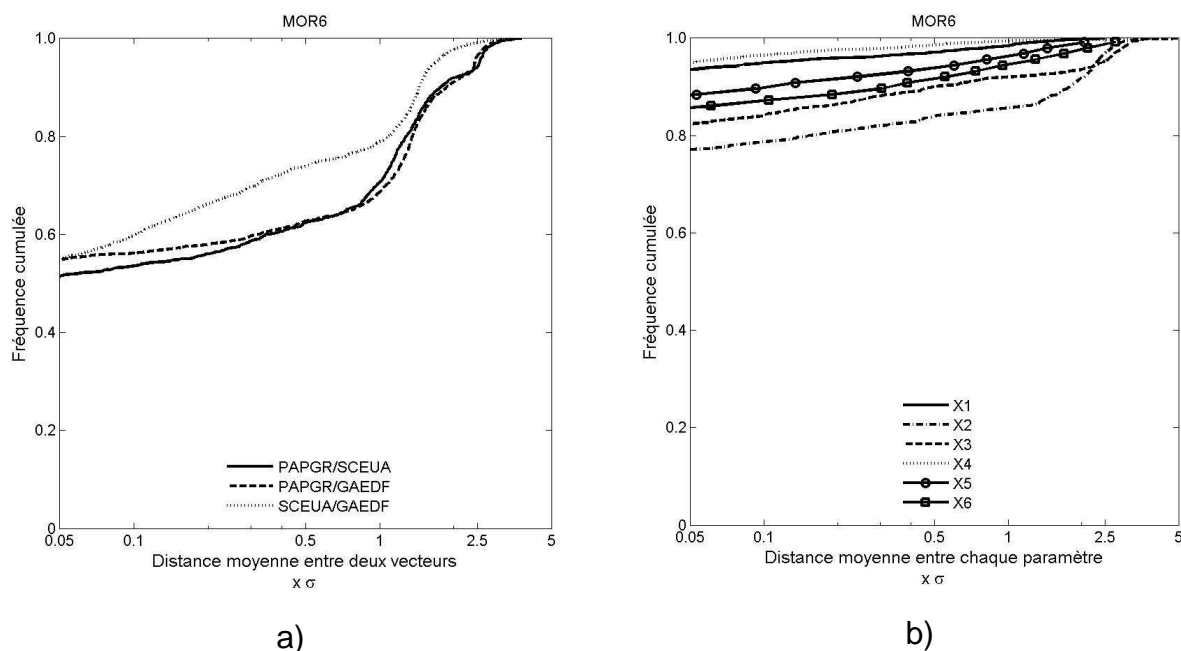 MOR6
1.0
0.8
0.6
0.4
0.2
0
Fréquence cumulée
PAPGR/SCEUA
PAPGR/GAEDF
SCEUA/GAEDF
0.05 0.1 0.5 1 2.5 5
Distance moyenne entre deux vecteurs
x σ
a)
MOR6
1.0
0.8
0.6
0.4
0.2
0
Fréquence cumulée
X1
X2
X3
X4
X5
X6
0.05 0.1 0.5 1 2.5 5
Distance moyenne entre chaque paramètre
x σ
b)